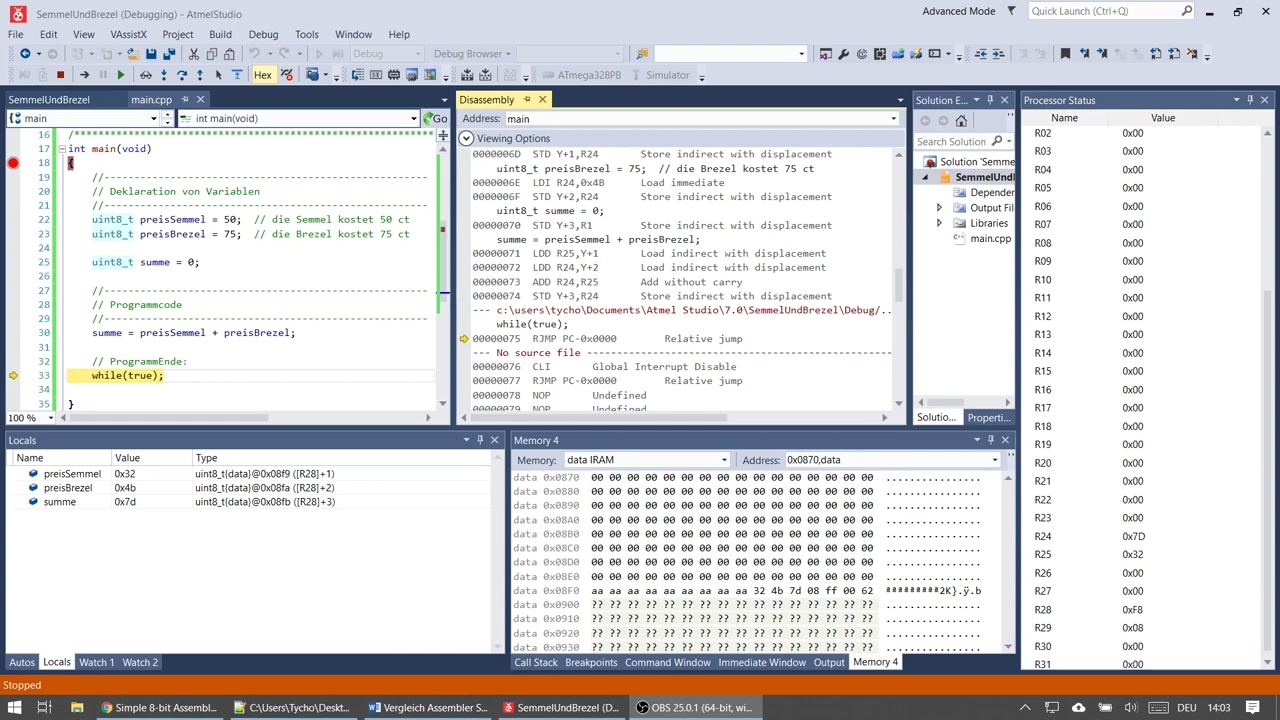 SemmelUndBrezel (Debugging) - AtmelStudio
Advanced Mode
Quick Launch (Ctrl+Q)
File Edit View VAssistX Project Build Debug Tools Window Help
Debug
Debug Browser
Hex
ATmega328PB
Simulator
SemmelUndBrezel
main.cpp
main
int main(void)
Go
16 /****************************************************
17 int main(void)
18 {
19 //---------------------------------------------------
20 // Deklaration von Variablen
21 //---------------------------------------------------
22 uint8_t preisSemmel = 50; // die Semmel kostet 50 ct
23 uint8_t preisBrezel = 75; // die Brezel kostet 75 ct
24
25 uint8_t summe = 0;
26
27 //---------------------------------------------------
28 // Programmcode
29 //---------------------------------------------------
30 summe = preisSemmel + preisBrezel;
31
32 // ProgrammEnde:
33 while(true);
34
35 }
100 %
Disassembly
Address: main
Viewing Options
0000006D STD Y+1,R24 Store indirect with displacement
uint8_t preisBrezel = 75; // die Brezel kostet 75 ct
0000006E LDI R24,0x4B Load immediate
0000006F STD Y+2,R24 Store indirect with displacement
uint8_t summe = 0;
00000070 STD Y+3,R1 Store indirect with displacement
summe = preisSemmel + preisBrezel;
00000071 LDD R25,Y+1 Load indirect with displacement
00000072 LDD R24,Y+2 Load indirect with displacement
00000073 ADD R24,R25 Add without carry
00000074 STD Y+3,R24 Store indirect with displacement
--- c:\users\tycho\Documents\Atmel Studio\7.0\SemmelUndBrezel\Debug/..
while(true);
00000075 RJMP PC-0x0000 Relative jump
--- No source file -------------------------------------
00000076 CLI Global Interrupt Disable
00000077 RJMP PC-0x0000 Relative jump
00000078 NOP Undefined
00000079 NOP Undefined
Solution E...
Search Solution
Solution 'Semme
SemmelUndB
Depender
Output Fil
Libraries
main.cpp
Solutio...
Properti...
Processor Status
Name Value
R02 0x00
R03 0x00
R04 0x00
R05 0x00
R06 0x00
R07 0x00
R08 0x00
R09 0x00
R10 0x00
R11 0x00
R12 0x00
R13 0x00
R14 0x00
R15 0x00
R16 0x00
R17 0x00
R18 0x00
R19 0x00
R20 0x00
R21 0x00
R22 0x00
R23 0x00
R24 0x7D
R25 0x32
R26 0x00
R27 0x00
R28 0xF8
R29 0x08
R30 0x00
R31 0x00
Locals
Name Value Type
preisSemmel 0x32 uint8_t{data}@0x08f9 ([R28]+1)
preisBrezel 0x4b uint8_t{data}@0x08fa ([R28]+2)
summe 0x7d uint8_t{data}@0x08fb ([R28]+3)
Autos Locals Watch 1 Watch 2
Memory 4
Memory: data IRAM
Address: 0x0870,data
data 0x0870 00 00 00 00 00 00 00 00 00 00 00 00 00 00 00 00 ................
data 0x0880 00 00 00 00 00 00 00 00 00 00 00 00 00 00 00 00 ................
data 0x0890 00 00 00 00 00 00 00 00 00 00 00 00 00 00 00 00 ................
data 0x08A0 00 00 00 00 00 00 00 00 00 00 00 00 00 00 00 00 ................
data 0x08B0 00 00 00 00 00 00 00 00 00 00 00 00 00 00 00 00 ................
data 0x08C0 00 00 00 00 00 00 00 00 00 00 00 00 00 00 00 00 ................
data 0x08D0 00 00 00 00 00 00 00 00 00 00 00 00 00 00 00 00 ................
data 0x08E0 00 00 00 00 00 00 00 00 00 00 00 00 00 00 00 00 ................
data 0x08F0 aa aa aa aa aa aa aa aa aa 32 4b 7d 08 ff 00 62 ªªªªªªªªª2K}.ÿ.b
data 0x0900 ?? ?? ?? ?? ?? ?? ?? ?? ?? ?? ?? ?? ?? ?? ?? ?? ................
data 0x0910 ?? ?? ?? ?? ?? ?? ?? ?? ?? ?? ?? ?? ?? ?? ?? ?? ................
data 0x0920 ?? ?? ?? ?? ?? ?? ?? ?? ?? ?? ?? ?? ?? ?? ?? ?? ................
data 0x0930 ?? ?? ?? ?? ?? ?? ?? ?? ?? ?? ?? ?? ?? ?? ?? ?? ................
Call Stack Breakpoints Command Window Immediate Window Output Memory 4
Stopped
Simple 8-bit Assembl...
C:\Users\Tycho\Deskt...
Vergleich Assembler S...
SemmelUndBrezel (D...
OBS 25.0.1 (64-bit, wi...
DEU
14:03